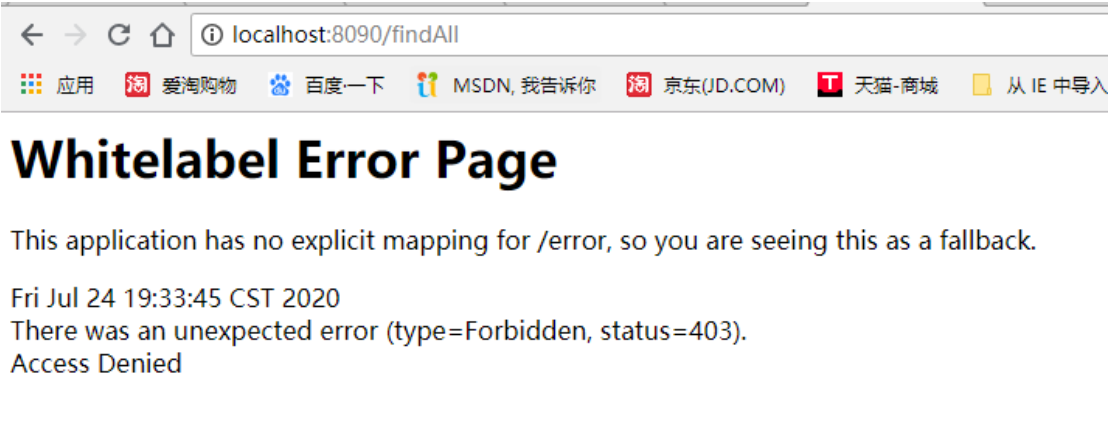 localhost:8090/findAll
应用 淘 爱淘购物 百度一下 MSDN, 我告诉你 淘 京东(JD.COM) T 天猫-商城 从 IE 中导入
Whitelabel Error Page
This application has no explicit mapping for /error, so you are seeing this as a fallback.
Fri Jul 24 19:33:45 CST 2020
There was an unexpected error (type=Forbidden, status=403).
Access Denied